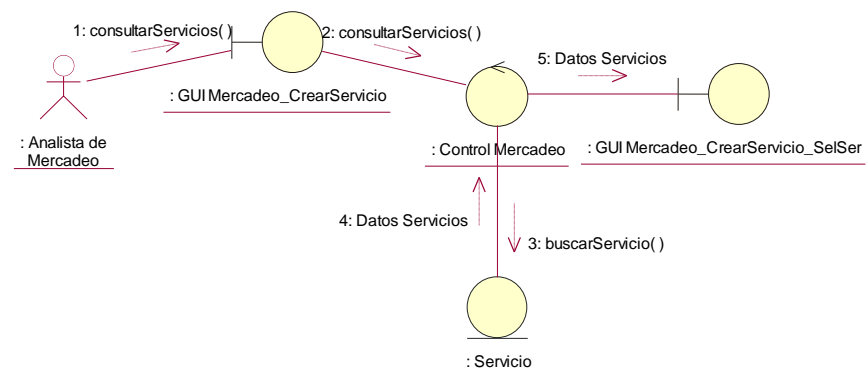 1: consultarServicios( )
2: consultarServicios( )
5: Datos Servicios
: GUI Mercadeo_CrearServicio
: Analista de
Mercadeo
: Control Mercadeo
: GUI Mercadeo_CrearServicio_SelSer
4: Datos Servicios
3: buscarServicio( )
: Servicio